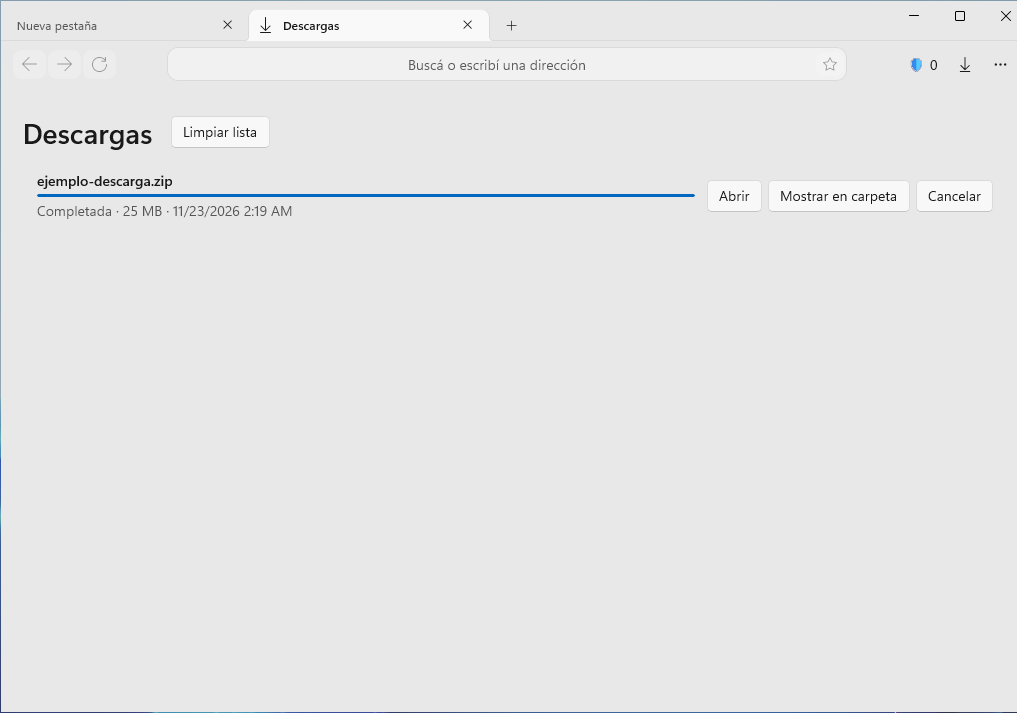 Nueva pestaña
Descargas
Buscá o escribí una dirección
0
Descargas
Limpiar lista
ejemplo-descarga.zip
Completada · 25 MB · 11/23/2026 2:19 AM
Abrir
Mostrar en carpeta
Cancelar